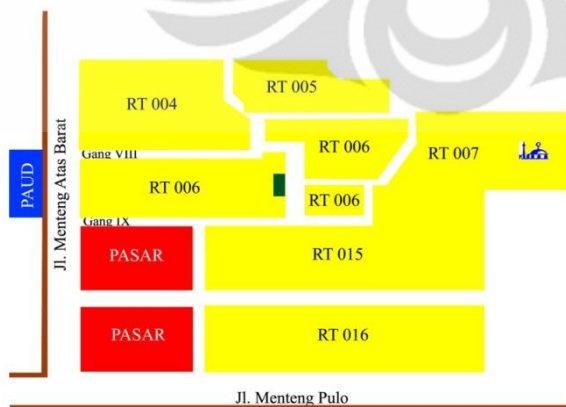 RT 005
RT 004
Gang VIII
RT 006
RT 007
RT 006
RT 006
Gang IX
PAUD
Jl. Menteng Atas Barat
PASAR
RT 015
PASAR
RT 016
Jl. Menteng Pulo